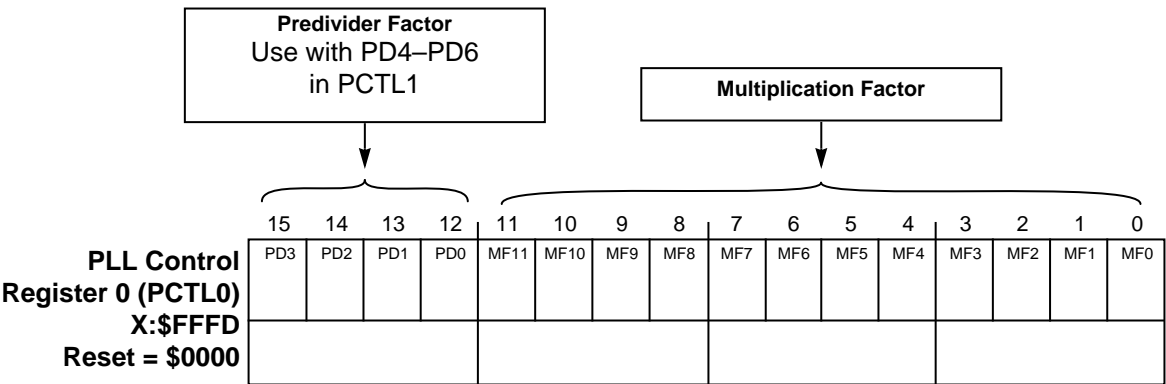 Predivider Factor
Use with PD4–PD6
in PCTL1
Multiplication Factor
15 14 13 12 11 10 9 8 7 6 5 4 3 2 1 0
PD3 PD2 PD1 PD0 MF11 MF10 MF9 MF8 MF7 MF6 MF5 MF4 MF3 MF2 MF1 MF0
PLL Control
Register 0 (PCTL0)
X:$FFFD
Reset = $0000